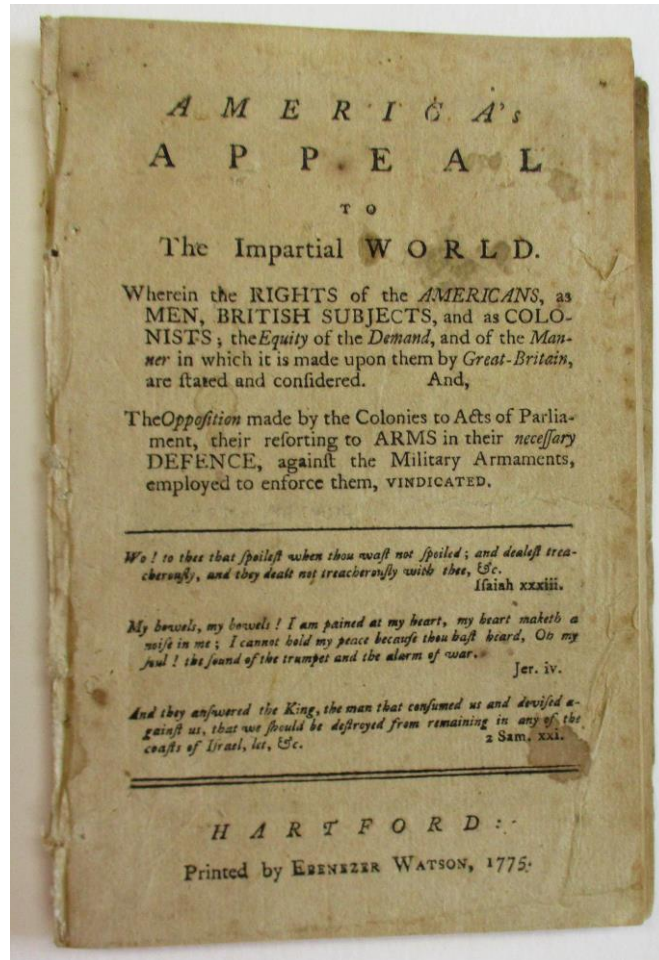 AMERICA's
APPEAL
TO
The Impartial WORLD.
Wherein the RIGHTS of the AMERICANS, as
MEN, BRITISH SUBJECTS, and as COLO-
NISTS; the Equity of the Demand, and of the Man-
ner in which it is made upon them by Great-Britain,
are ſtated and conſidered. And,
The Oppoſition made by the Colonies to Acts of Parlia-
ment, their reſorting to ARMS in their neceſſary
DEFENCE, againſt the Military Armaments,
employed to enforce them, VINDICATED.
Wo! to thee that ſpoileſt when thou waſt not ſpoiled; and dealeſt trea-
cherouſly, and they dealt not treacherouſly with thee, &c.
Iſaiah xxxiii.
My bowels, my bowels! I am pained at my heart, my heart maketh a
noiſe in me; I cannot hold my peace becauſe thou haſt heard, Oh my
ſoul! the ſound of the trumpet and the alarm of war.
Jer. iv.
And they anſwered the King, the man that conſumed us and deviſed a-
gainſt us, that we ſhould be deſtroyed from remaining in any of the
coaſts of Iſrael, let, &c. 2 Sam. xxi.
HARTFORD:
Printed by EBENEZER WATSON, 1775.